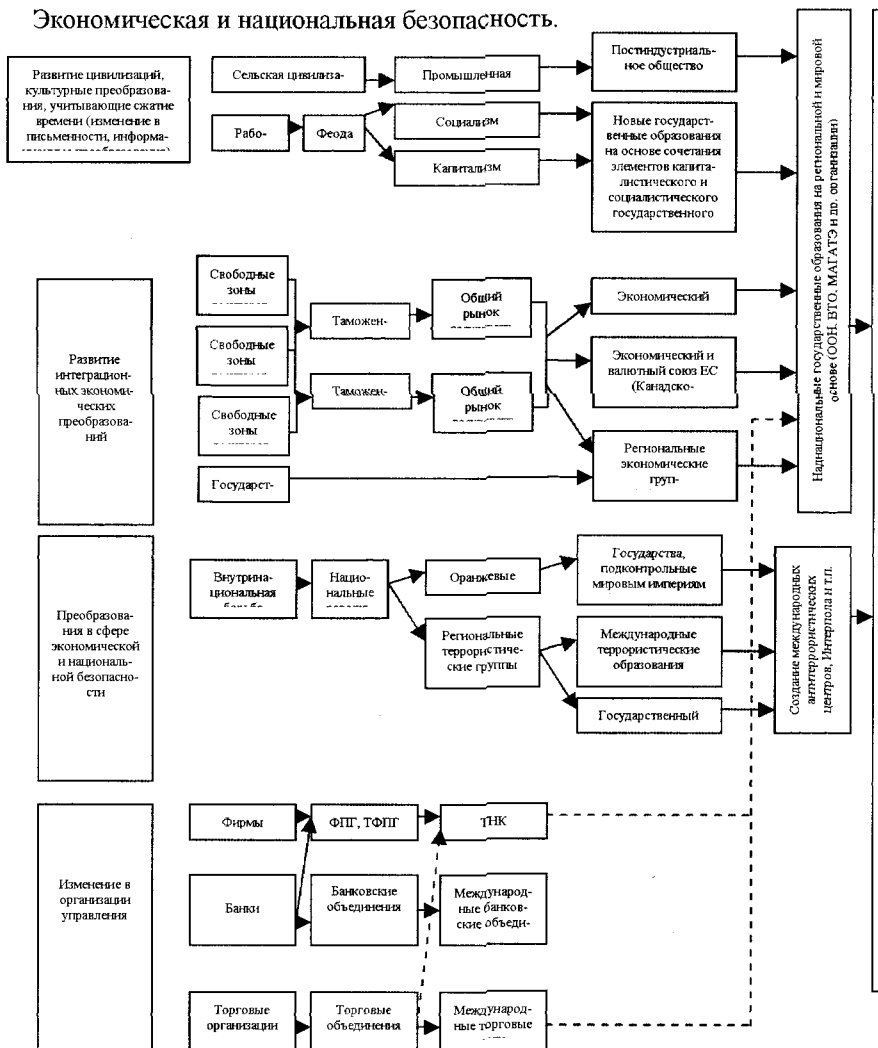 Экономическая и национальная безопасность.
Развитие цивилизаций,
культурные преобразова-
ния, учитывающие сжатие
времени (изменение в
письменности, информа-
Сельская цивилиза-
Промышленная
Постиндустриаль-
ное общество
Рабо-
Феода
Социализм
Капитализм
Новые государст-
венные образования
на основе сочетания
элементов капита-
листического и
социалистического
государственного
Наднациональные государственные образования на региональной и мировой
основе (ООН, ВТО, МАГАТЭ и др. организации)
Развитие
интеграцион-
ных экономи-
ческих
преобразова-
ний
Свободные
зоны
Свободные
зоны
Свободные
зоны
Государст-
Таможен-
Таможен-
Общий
рынок
Общий
рынок
Экономический
Экономический и
валютный союз ЕС
(Канадско-
Региональные
экономические
груп-
Преобразова-
ния в сфере
экономической
и националь-
ной безопасно-
сти
Внутрина-
циональная
Нацио-
нальные
Оранжевые
Региональные
террористиче-
ские группы
Государства,
подконтрольные
мировым империям
Международные
террористические
образования
Государственный
Создание международных
антитеррористических
центров, Интерпола и т.п.
Изменение в
организации
управления
Фирмы
ФПГ, ТФПГ
ТНК
Банки
Банковские
объединения
Международ-
ные банков-
ские объеди-
Торговые
организации
Торговые
объединения
Международ-
ные торговые